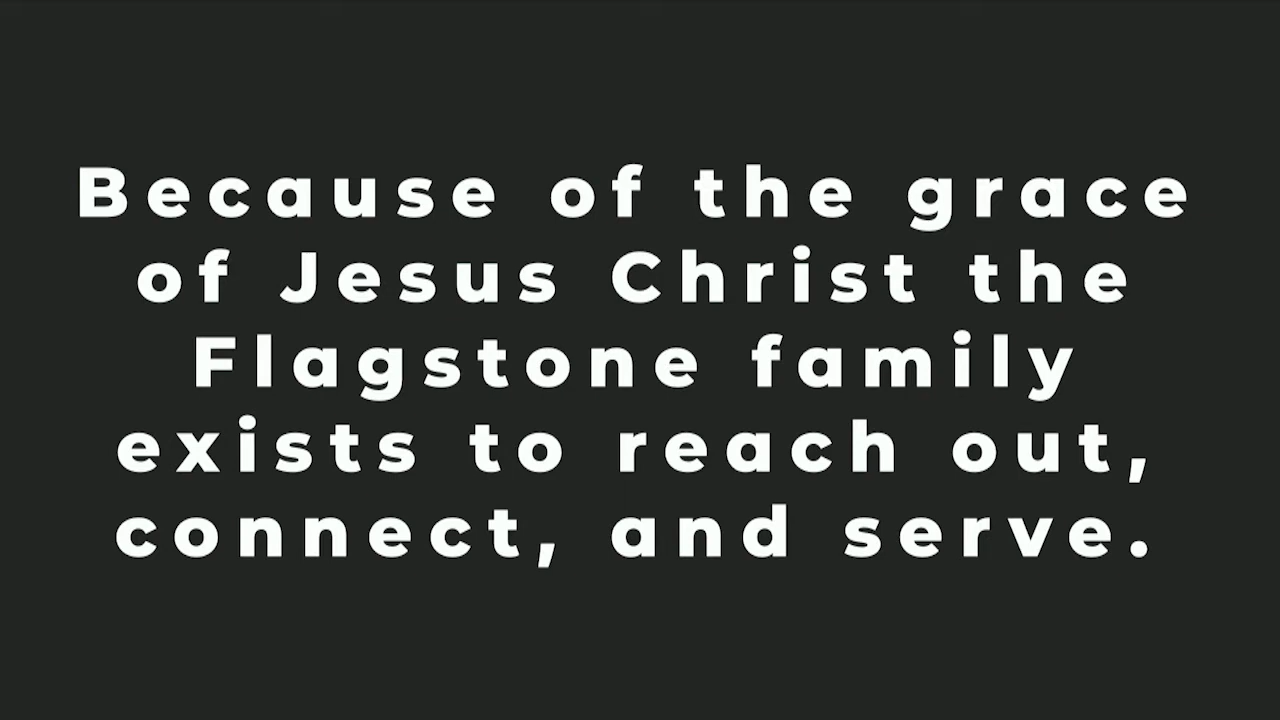 Because of the grace
of Jesus Christ the
Flagstone family
exists to reach out,
connect, and serve.